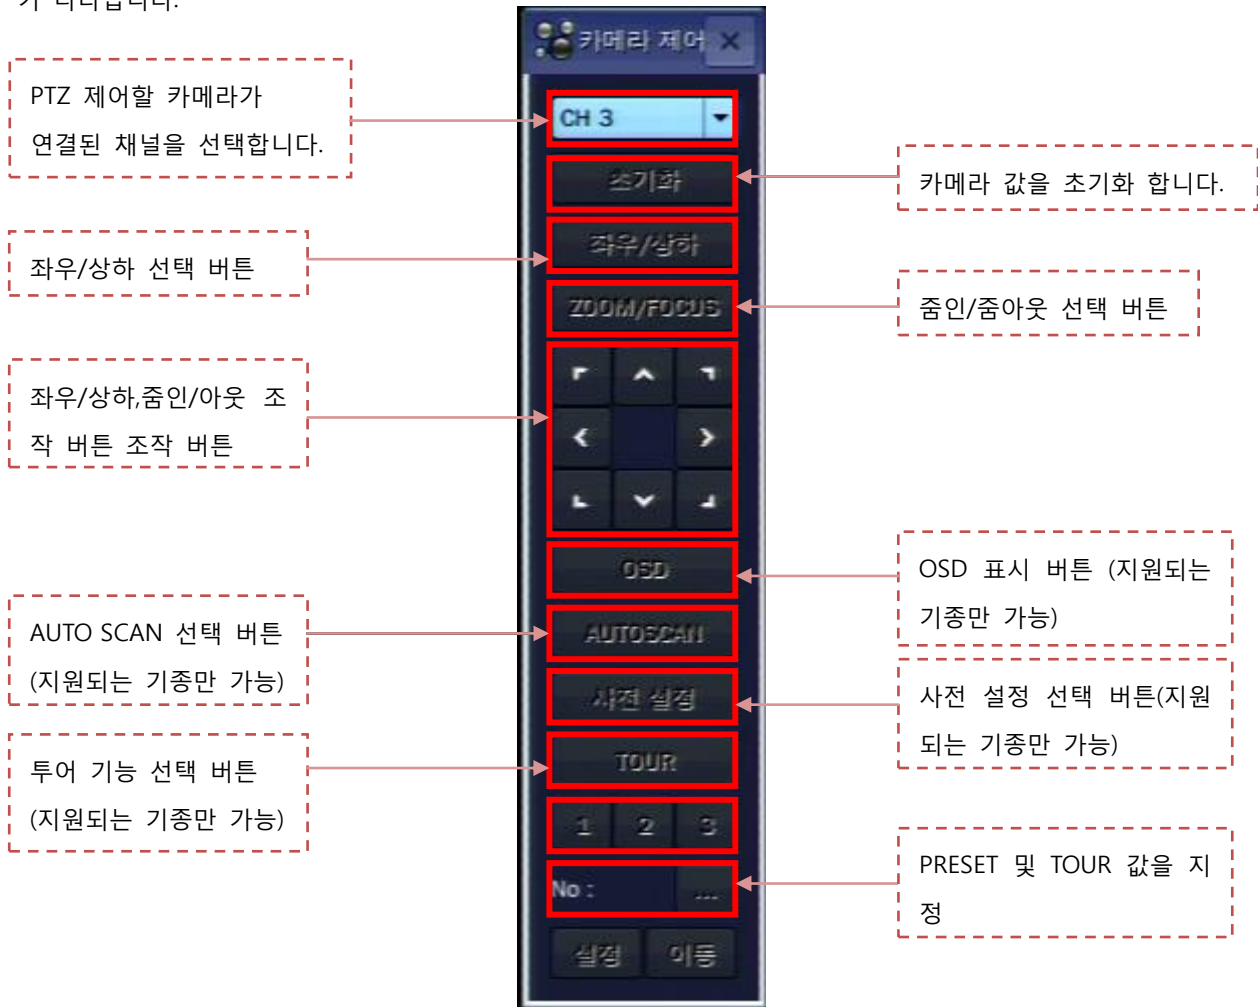 카메라 제어
PTZ 제어할 카메라가
연결된 채널을 선택합니다.
CH 3
초기화
카메라 값을 초기화 합니다.
좌우/상하 선택 버튼
좌우/상하
ZOOM/FOCUS
줌인/줌아웃 선택 버튼
좌우/상하,줌인/아웃 조
작 버튼 조작 버튼
OSD
OSD 표시 버튼 (지원되는
기종만 가능)
AUTO SCAN 선택 버튼
(지원되는 기종만 가능)
AUTOSCAN
사전 설정
사전 설정 선택 버튼(지원
되는 기종만 가능)
투어 기능 선택 버튼
(지원되는 기종만 가능)
TOUR
1 2 3
No : ...
PRESET 및 TOUR 값을 지
정
설정 이동